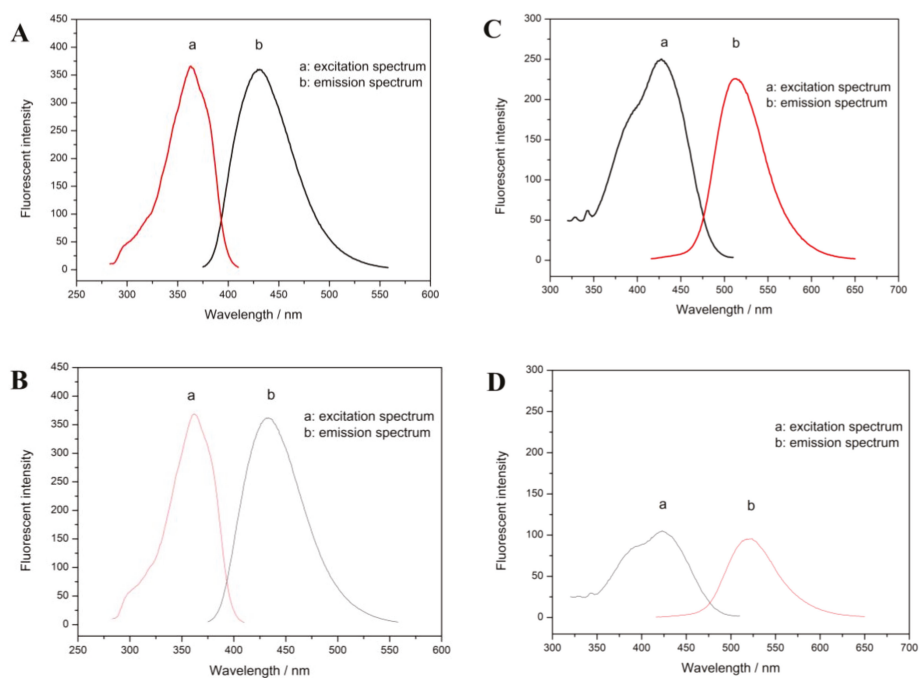 A
450
400
350
300
250
200
150
100
50
0
Fluorescent intensity
a
b
a: excitation spectrum
b: emission spectrum
250 300 350 400 450 500 550 600
Wavelength / nm
C
300
250
200
150
100
50
0
Fluorescent intensity
a
b
a: excitation spectrum
b: emission spectrum
300 350 400 450 500 550 600 650 700
Wavelength / nm
B
450
400
350
300
250
200
150
100
50
0
Fluorescent intensity
a
b
a: excitation spectrum
b: emission spectrum
250 300 350 400 450 500 550 600
Wavelength / nm
D
300
250
200
150
100
50
0
Fluorescent intensity
a
b
a: excitation spectrum
b: emission spectrum
300 350 400 450 500 550 600 650 700
Wavelength / nm